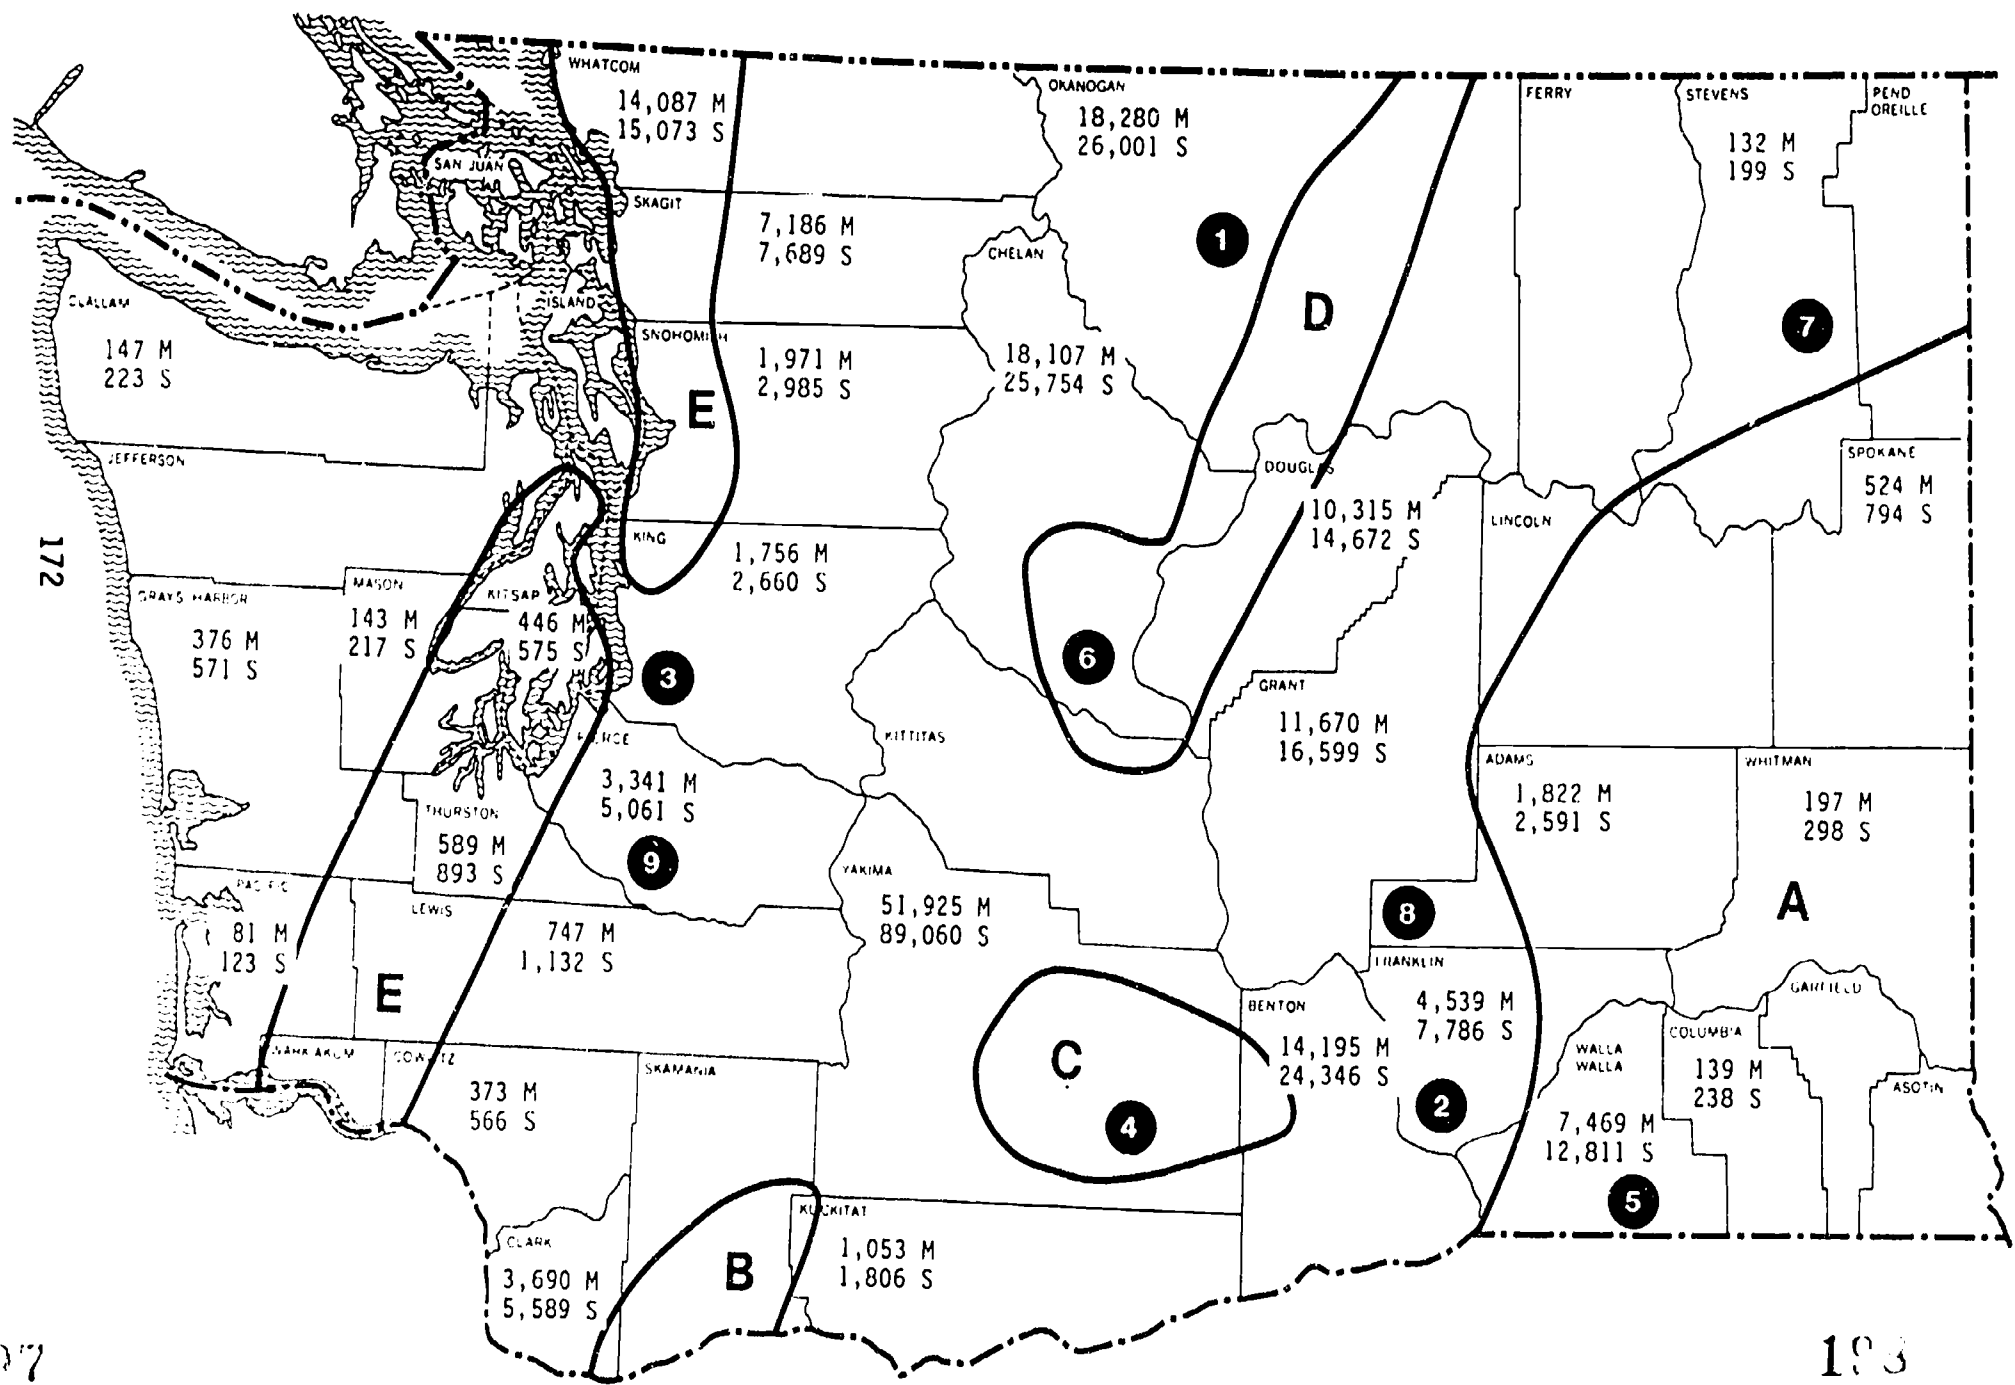 WHATCOM
14,087 M
15,073 S
OKANOGAN
18,280 M
26,001 S
FERRY
STEVENS
132 M
199 S
PEND
OREILLE
SAN JUAN
SKAGIT
7,186 M
7,689 S
1
CHELAN
18,107 M
25,754 S
D
7
CLALLAM
147 M
223 S
ISLAND
SNOHOMISH
1,971 M
2,985 S
E
JEFFERSON
DOUGLAS
10,315 M
14,672 S
LINCOLN
SPOKANE
524 M
794 S
172
KING
1,756 M
2,660 S
GRAYS HARBOR
376 M
571 S
MASON
143 M
217 S
KITSAP
446 M
575 S
3
6
GRANT
11,670 M
16,599 S
PIERCE
3,341 M
5,061 S
KITTITAS
ADAMS
1,822 M
2,591 S
WHITMAN
197 M
298 S
THURSTON
589 M
893 S
9
YAKIMA
51,925 M
89,060 S
8
A
PACIFIC
81 M
123 S
LEWIS
747 M
1,132 S
E
FRANKLIN
4,539 M
7,786 S
GARFIELD
BENTON
14,195 M
24,346 S
C
4
2
WALLA
WALLA
7,469 M
12,811 S
5
COLUMBIA
139 M
238 S
ASOTIN
WAHKIAKUM
COWLITZ
373 M
566 S
SKAMANIA
KLICKITAT
1,053 M
1,806 S
CLARK
3,690 M
5,589 S
B